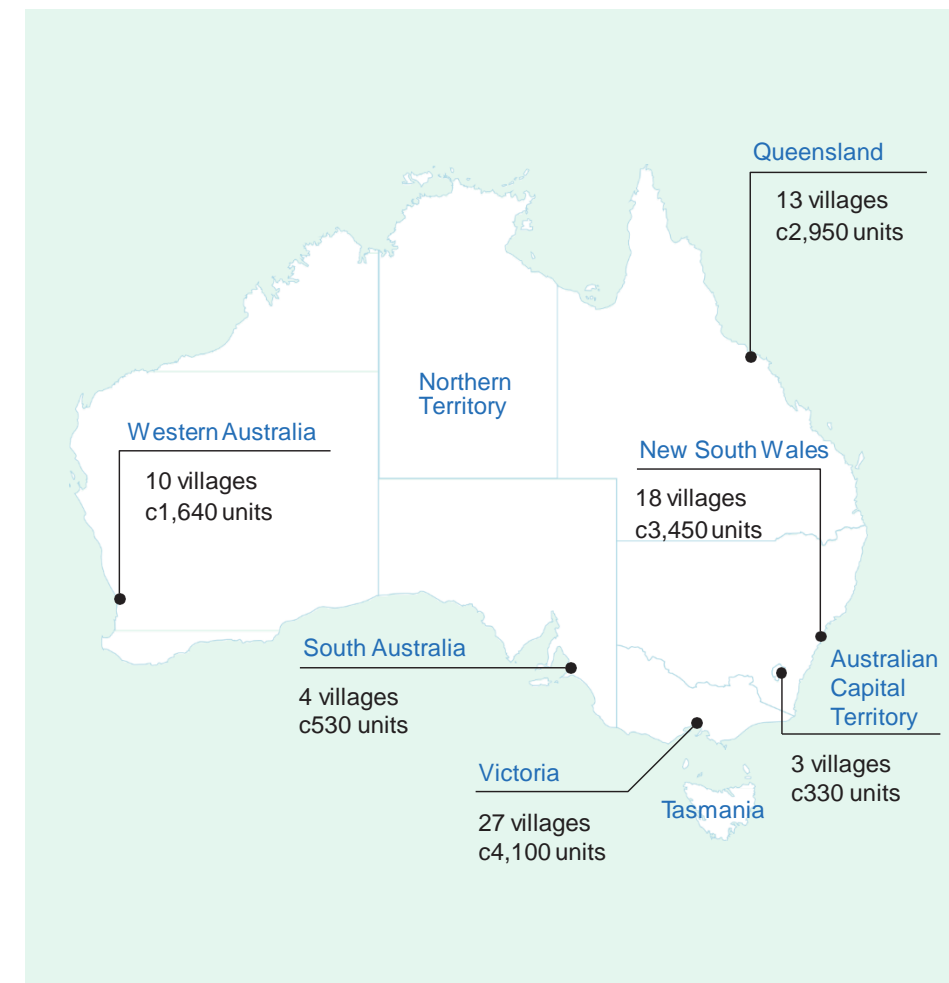 Queensland
13 villages
c2,950 units
Northern
Territory
Western Australia
10 villages
c1,640 units
New South Wales
18 villages
c3,450 units
South Australia
4 villages
c530 units
Australian
Capital
Territory
3 villages
c330 units
Victoria
27 villages
c4,100 units
Tasmania